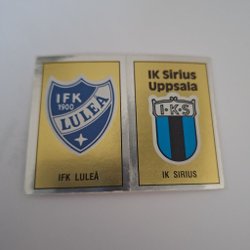 IFK
1900
LULEÅ
IFK LULEÅ
IK Sirius
Uppsala
I·K·S
IK SIRIUS